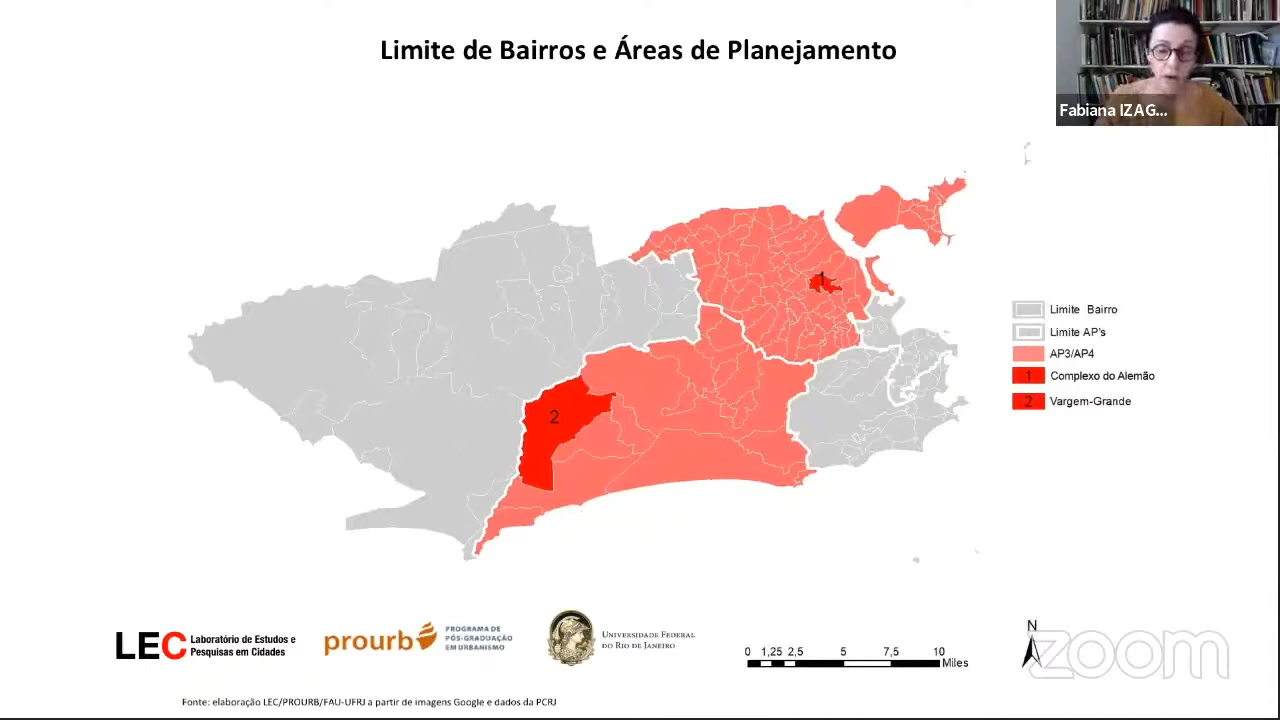 Limite de Bairros e Áreas de Planejamento
Fabiana IZAG...
1
2
Limite Bairro
Limite AP's
AP3/AP4
1 Complexo do Alemão
2 Vargem-Grande
LEC Laboratório de Estudos e
Pesquisas em Cidades
prourb
PROGRAMA DE
PÓS-GRADUAÇÃO
EM URBANISMO
UNIVERSIDADE FEDERAL
DO RIO DE JANEIRO
0 1,25 2,5 5 7,5 10
Miles
N
zoom
Fonte: elaboração LEC/PROURB/FAU-UFRJ a partir de imagens Google e dados da PCRJ